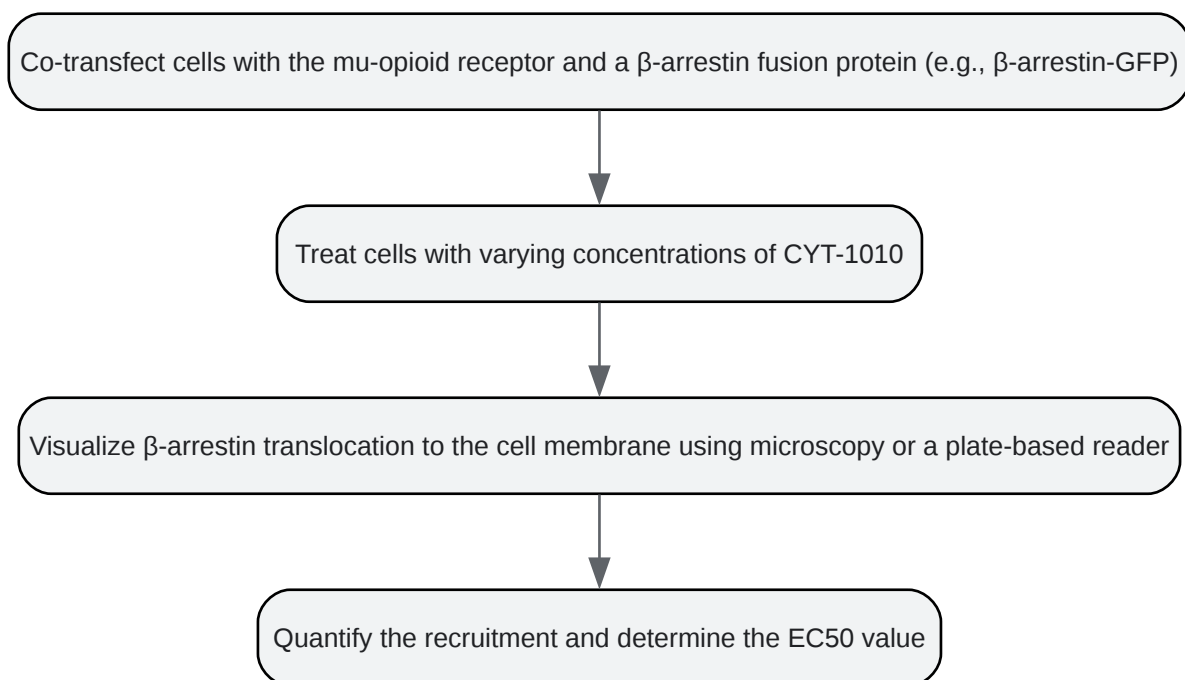 Co-transfect cells with the mu-opioid receptor and a β-arrestin fusion protein (e.g., β-arrestin-GFP)
Treat cells with varying concentrations of CYT-1010
Visualize β-arrestin translocation to the cell membrane using microscopy or a plate-based reader
Quantify the recruitment and determine the EC50 value